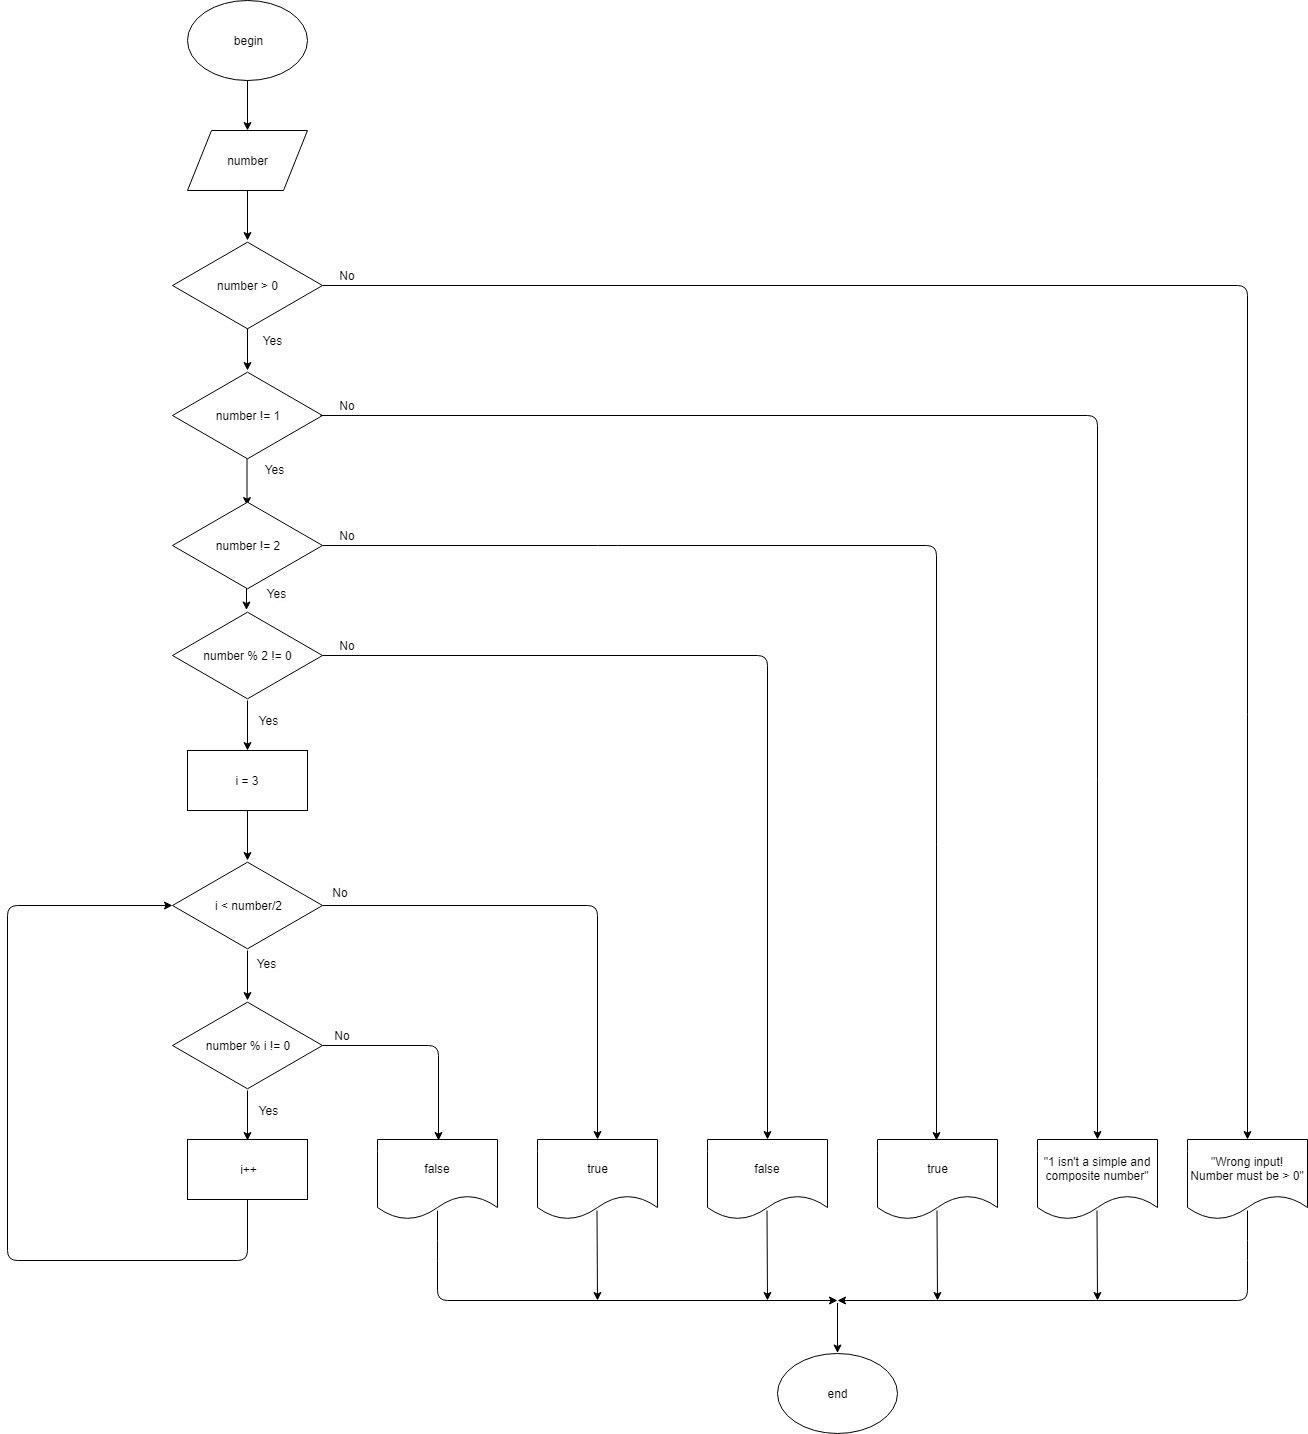 begin
number
number > 0
No
Yes
number != 1
No
Yes
number != 2
No
Yes
number % 2 != 0
No
Yes
i = 3
i < number/2
No
Yes
number % i != 0
No
Yes
i++
false
true
false
true
"1 isn't a simple and
composite number"
"Wrong input!
Number must be > 0"
end